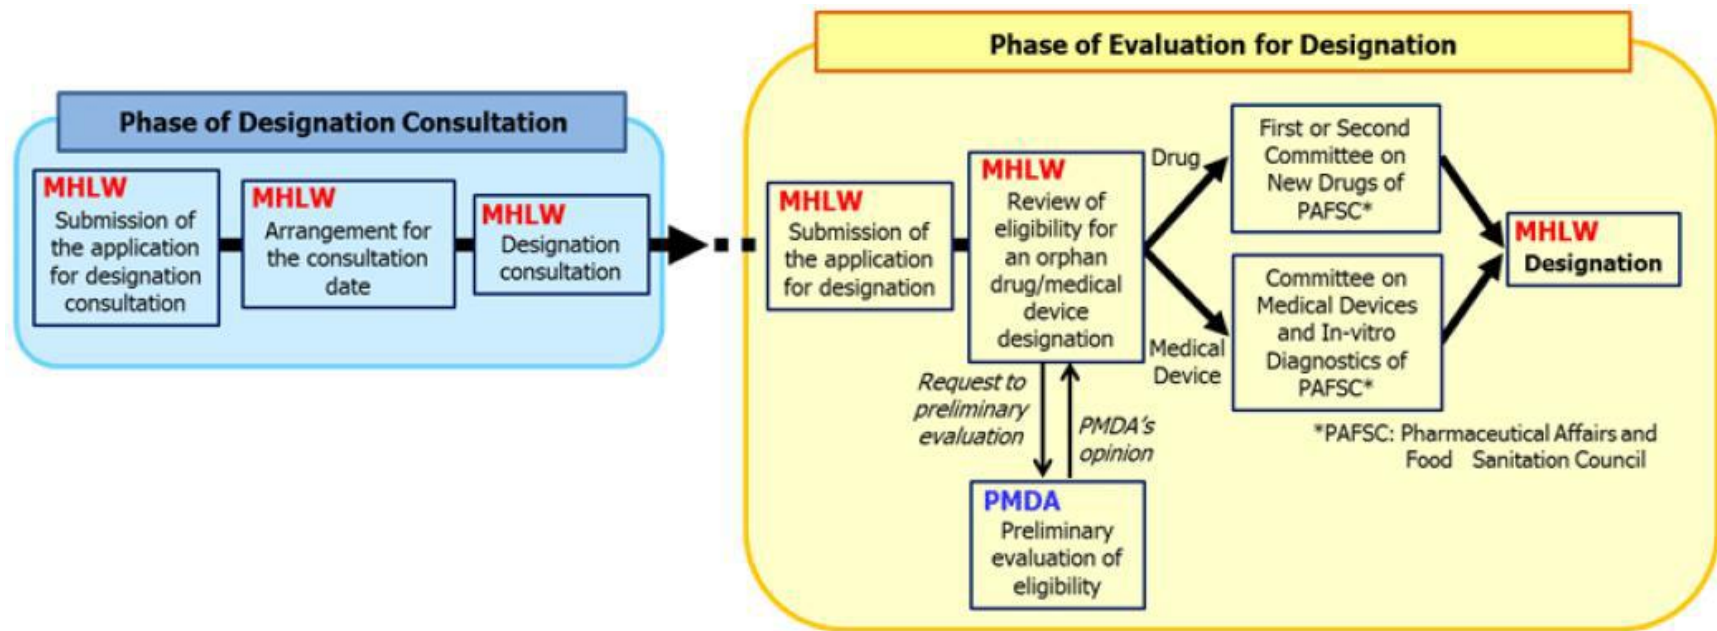 Phase of Designation Consultation
MHLW
Submission of
the application
for designation
consultation
MHLW
Arrangement for
the consultation
date
MHLW
Designation
consultation
Phase of Evaluation for Designation
MHLW
Submission of
the application
for designation
MHLW
Review of
eligibility for
an orphan
drug/medical
device
designation
Request to
preliminary
evaluation
PMDA's
opinion
PMDA
Preliminary
evaluation of
eligibility
Drug
First or Second
Committee on
New Drugs of
PAFSC*
Medical
Device
Committee on
Medical Devices
and In-vitro
Diagnostics of
PAFSC*
MHLW
Designation
*PAFSC: Pharmaceutical Affairs and
Food Sanitation Council